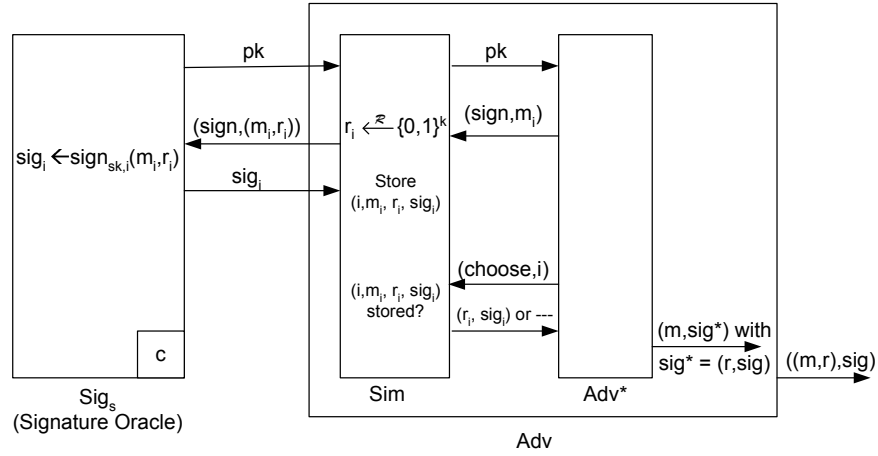 pk
pk
(sign,(m_i,r_i))
r_i ←^R {0,1}^k
(sign,m_i)
sig_i ←sign_sk,i(m_i,r_i)
sig_i
Store
(i,m_i, r_i, sig_i)
(choose,i)
(i,m_i, r_i, sig_i)
stored?
(r_i, sig_i) or ---
(m,sig*) with
sig* = (r,sig)
((m,r),sig)
c
Sig_s
(Signature Oracle)
Sim
Adv*
Adv